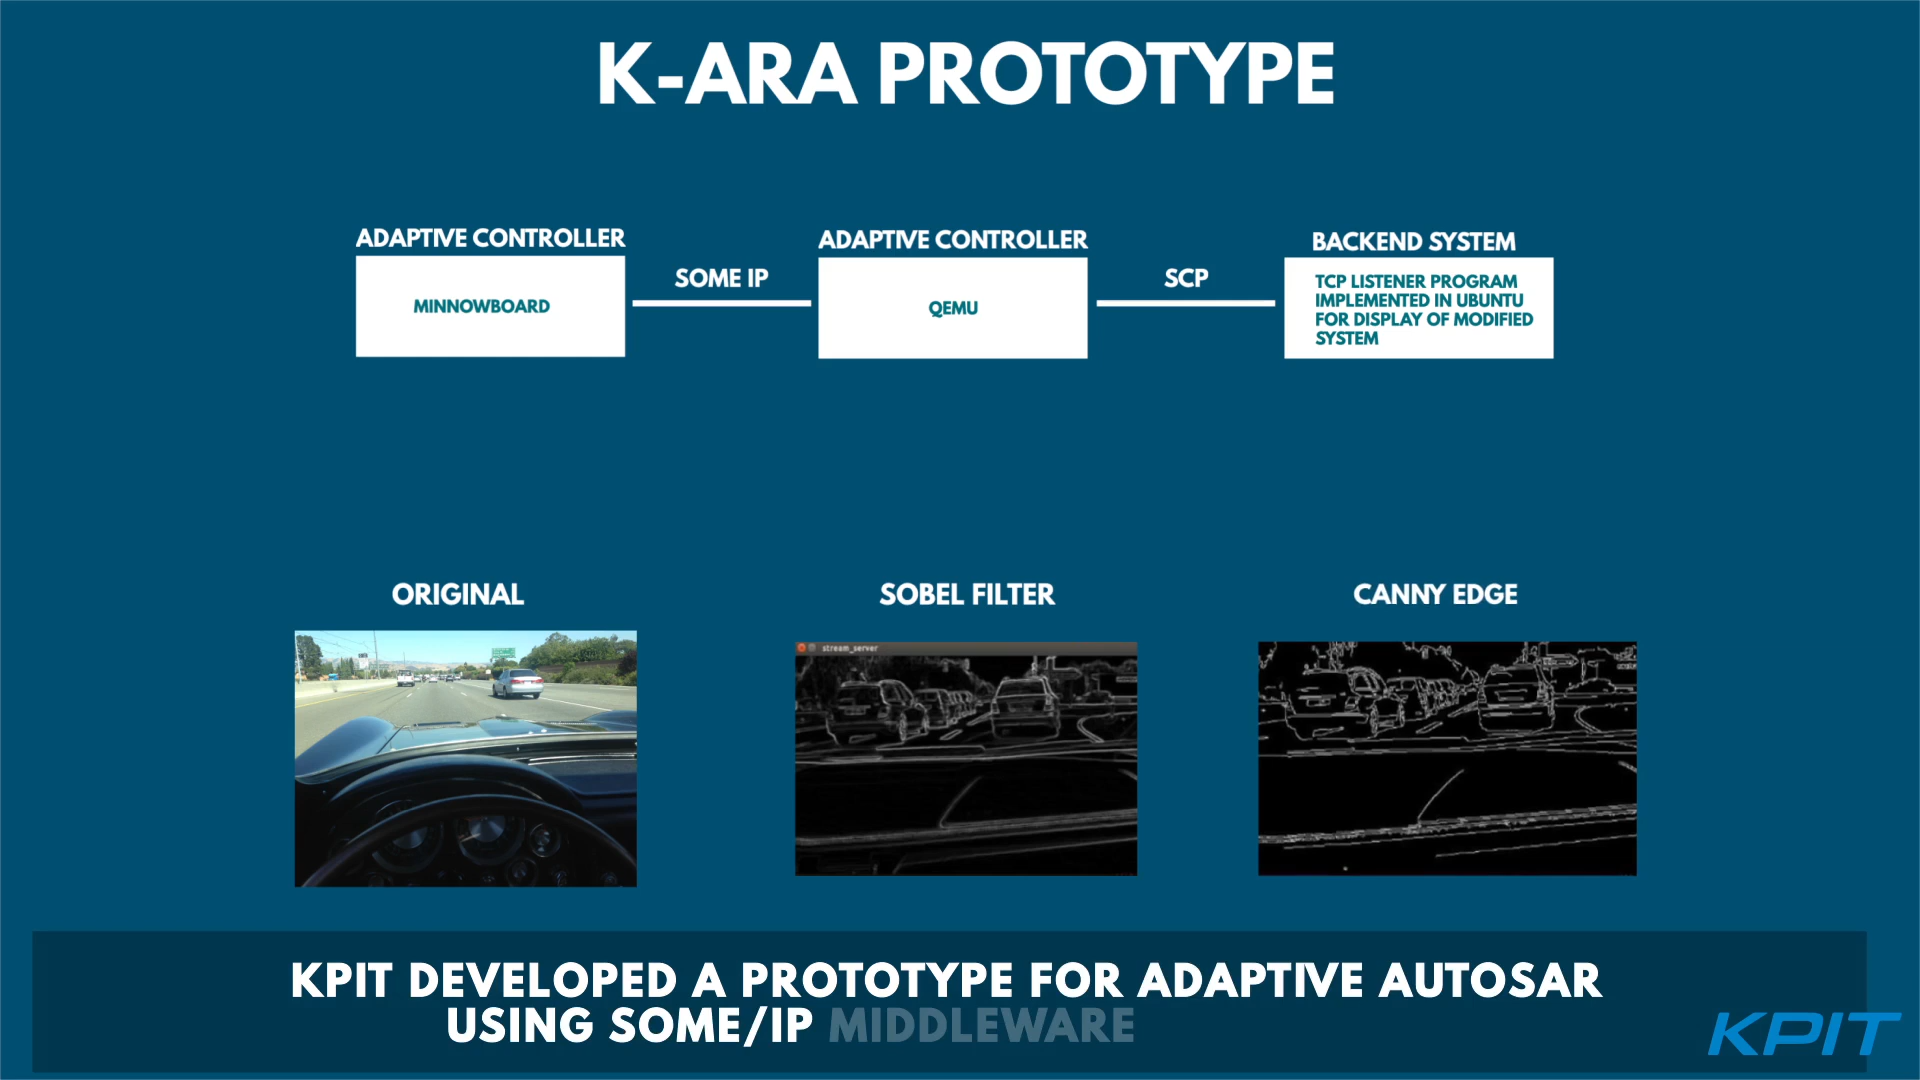 K-ARA PROTOTYPE
ADAPTIVE CONTROLLER
MINNOWBOARD
SOME IP
ADAPTIVE CONTROLLER
QEMU
SCP
BACKEND SYSTEM
TCP LISTENER PROGRAM
IMPLEMENTED IN UBUNTU
FOR DISPLAY OF MODIFIED
SYSTEM
ORIGINAL
SOBEL FILTER
stream_server
CANNY EDGE
KPIT DEVELOPED A PROTOTYPE FOR ADAPTIVE AUTOSAR
USING SOME/IP MIDDLEWARE
KPIT